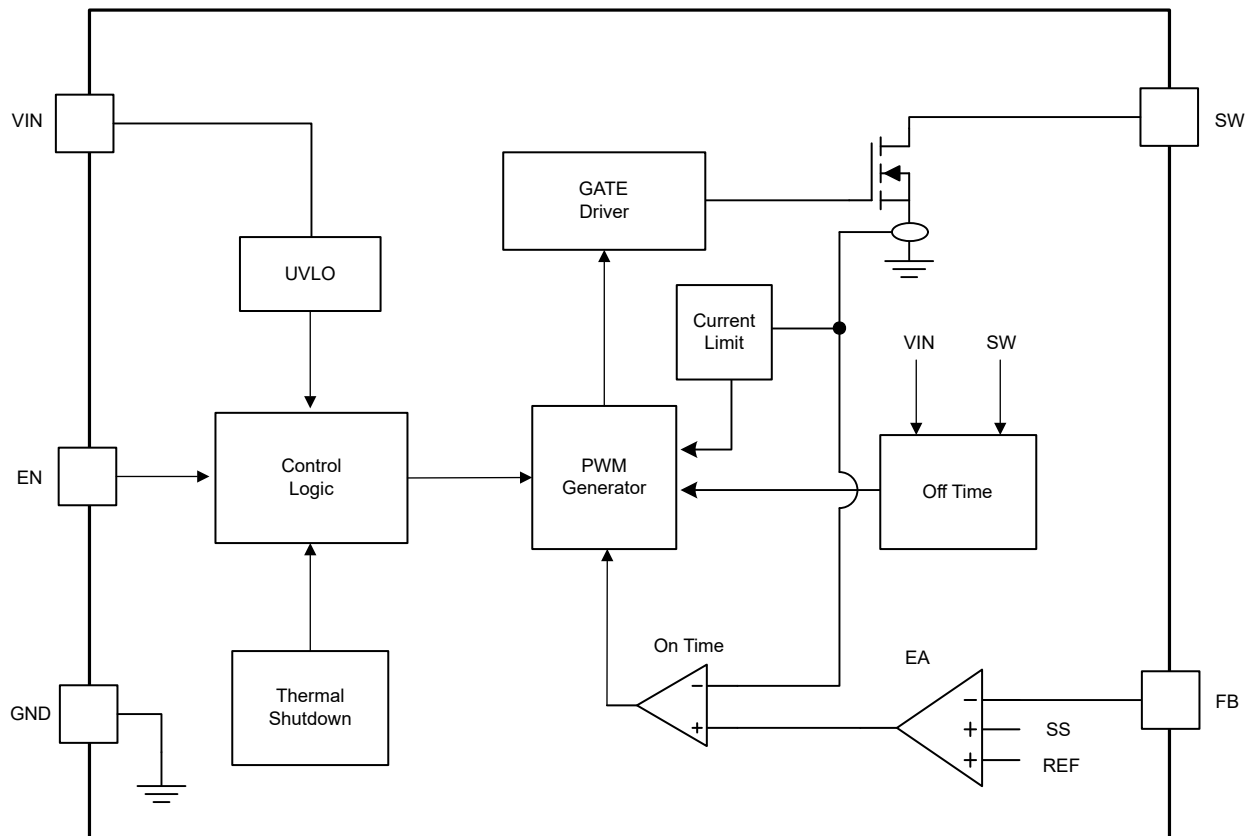 VIN
SW
GATE
Driver
UVLO
Current
Limit
VIN
SW
EN
Control
Logic
PWM
Generator
Off Time
On Time
EA
Thermal
Shutdown
GND
−
+
−
+
+
FB
SS
REF